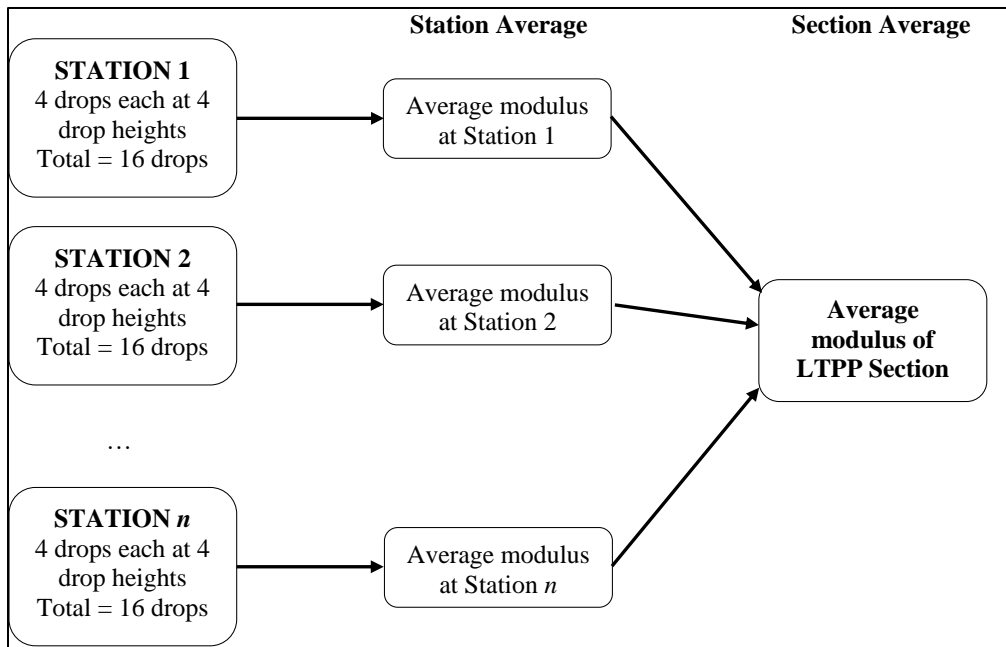 Station Average
Section Average
STATION 1
4 drops each at 4
drop heights
Total = 16 drops
Average modulus
at Station 1
STATION 2
4 drops each at 4
drop heights
Total = 16 drops
Average modulus
at Station 2
Average
modulus of
LTPP Section
…
STATION n
4 drops each at 4
drop heights
Total = 16 drops
Average modulus
at Station n